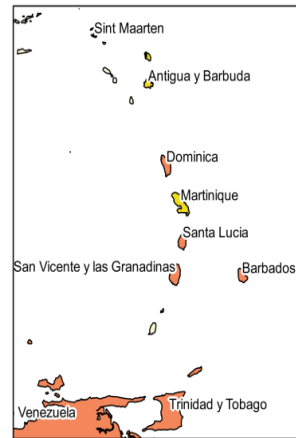 Sint Maarten
Antigua y Barbuda
Dominica
Martinique
Santa Lucia
San Vicente y las Granadinas
Barbados
Trinidad y Tobago
Venezuela